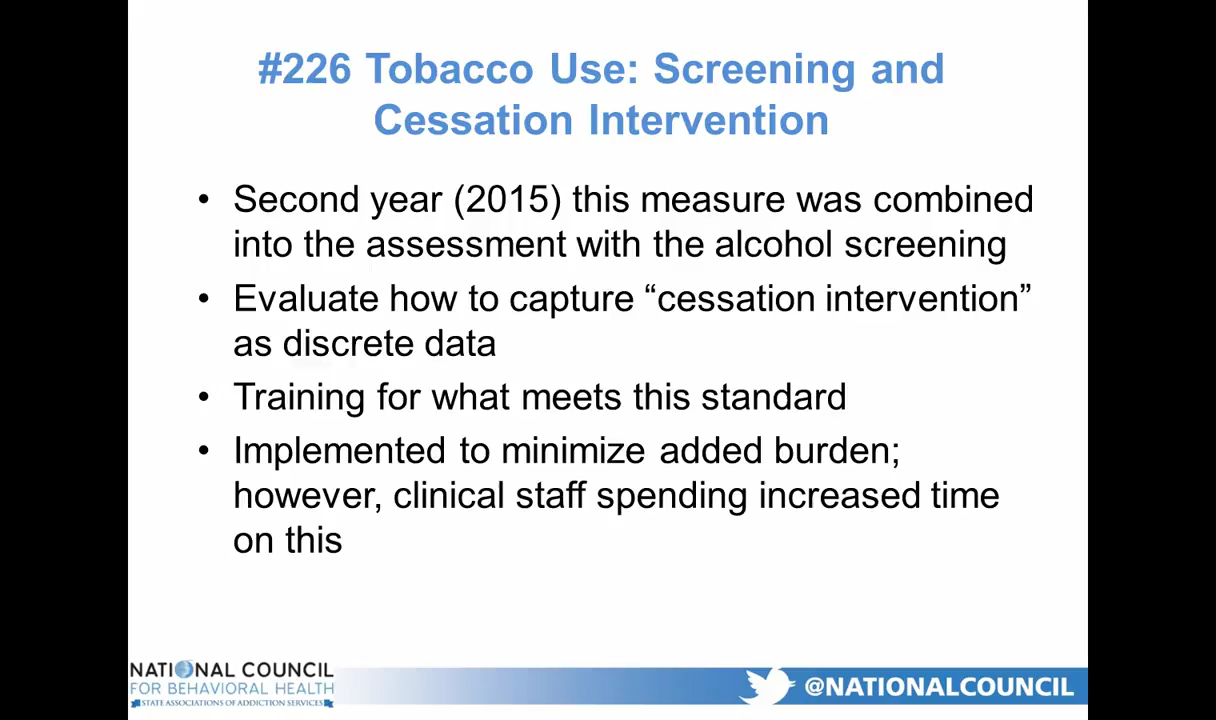 #226 Tobacco Use: Screening and
Cessation Intervention
• Second year (2015) this measure was combined
into the assessment with the alcohol screening
• Evaluate how to capture “cessation intervention”
as discrete data
• Training for what meets this standard
• Implemented to minimize added burden;
however, clinical staff spending increased time
on this
NATIONAL COUNCIL
FOR BEHAVIORAL HEALTH
STATE ASSOCIATIONS OF ADDICTION SERVICES
@NATIONALCOUNCIL